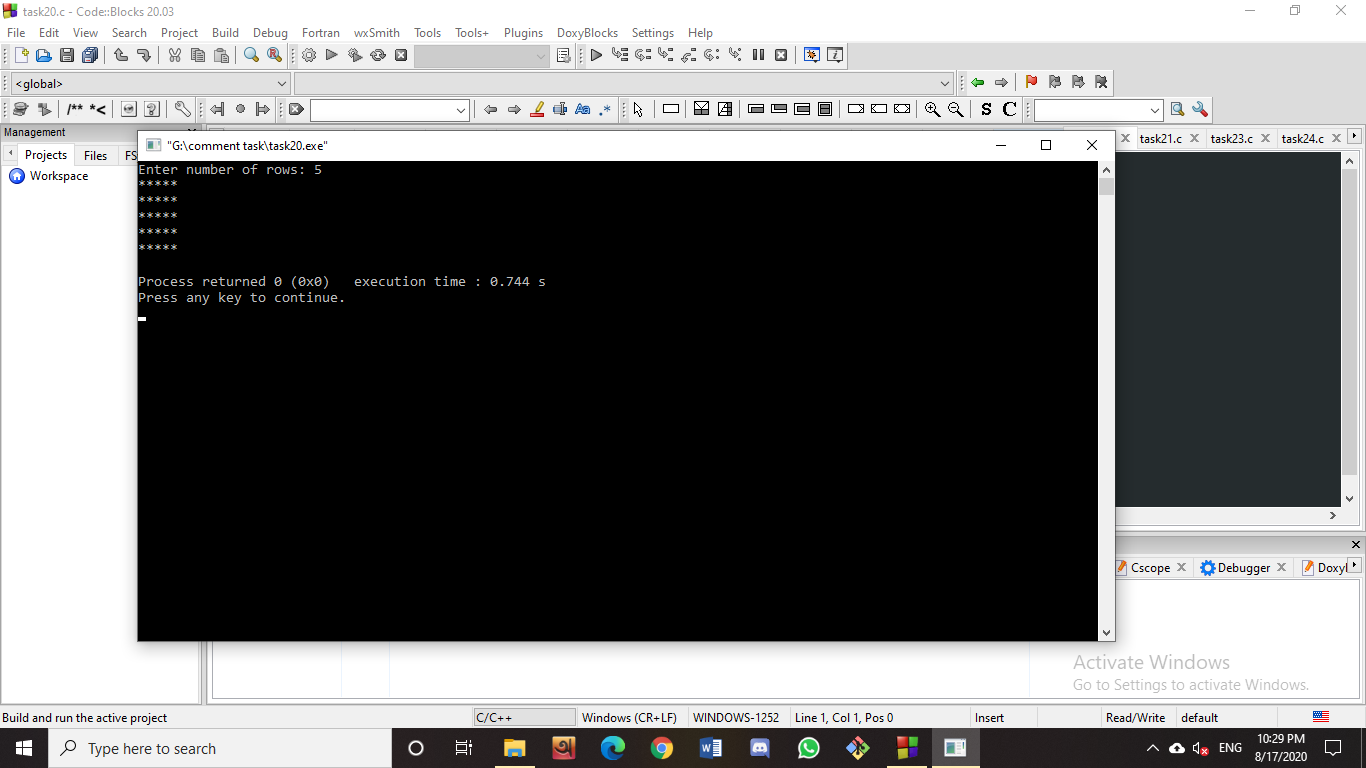 task20.c - Code::Blocks 20.03
File Edit View Search Project Build Debug Fortran wxSmith Tools Tools+ Plugins DoxyBlocks Settings Help
<global>
/** *<
Aa .*
S C
Management
Projects Files FS
task21.c task23.c task24.c
Workspace
"G:\comment task\task20.exe"
Enter number of rows: 5
*****
*****
*****
*****
*****
Process returned 0 (0x0)   execution time : 0.744 s
Press any key to continue.
Cscope Debugger Doxyl
Activate Windows
Go to Settings to activate Windows.
Build and run the active project C/C++ Windows (CR+LF) WINDOWS-1252 Line 1, Col 1, Pos 0 Insert Read/Write default
Type here to search
ENG
10:29 PM
8/17/2020